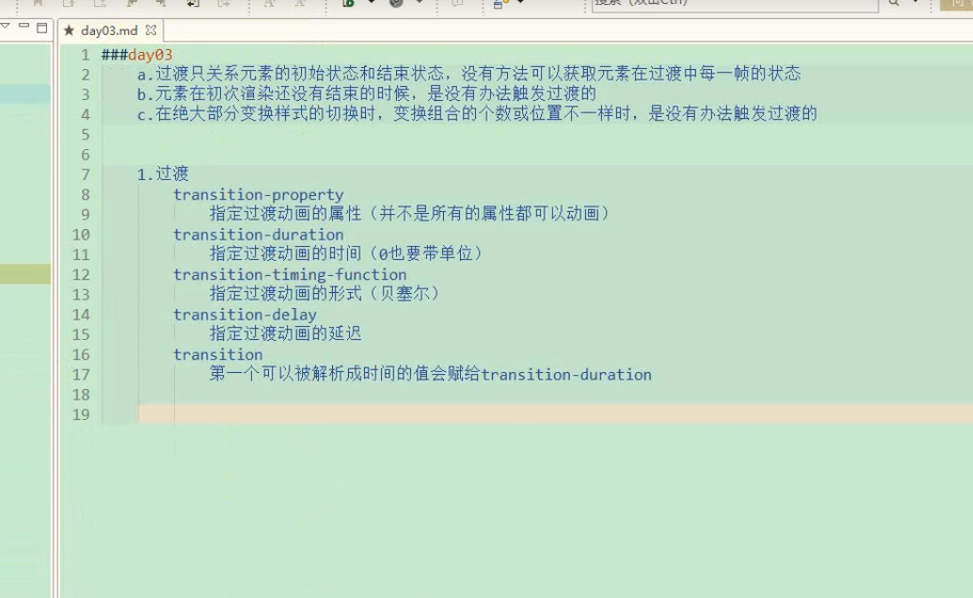 搜索 (双击Ctrl)
day03.md
1 ###day03
2 a.过渡只关系元素的初始状态和结束状态，没有方法可以获取元素在过渡中每一帧的状态
3 b.元素在初次渲染还没有结束的时候，是没有办法触发过渡的
4 c.在绝大部分变换样式的切换时，变换组合的个数或位置不一样时，是没有办法触发过渡的
5
6
7 1.过渡
8 transition-property
9 指定过渡动画的属性（并不是所有的属性都可以动画）
10 transition-duration
11 指定过渡动画的时间（0也要带单位）
12 transition-timing-function
13 指定过渡动画的形式（贝塞尔）
14 transition-delay
15 指定过渡动画的延迟
16 transition
17 第一个可以被解析成时间的值会赋给transition-duration
18
19